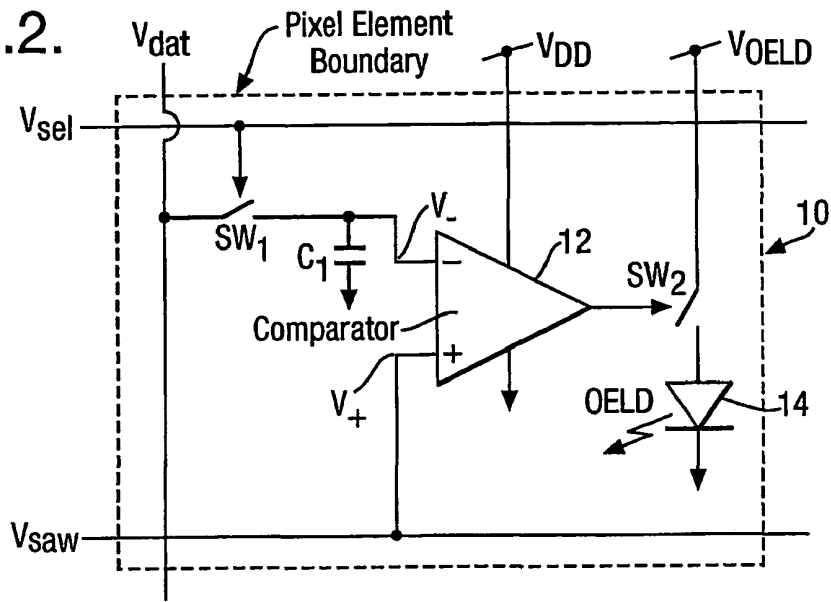 .2.
Vdat
Pixel Element
Boundary
VDD
VOELD
Vsel
SW1
C1
V-
12
10
SW2
Comparator
V+
OELD
14
Vsaw